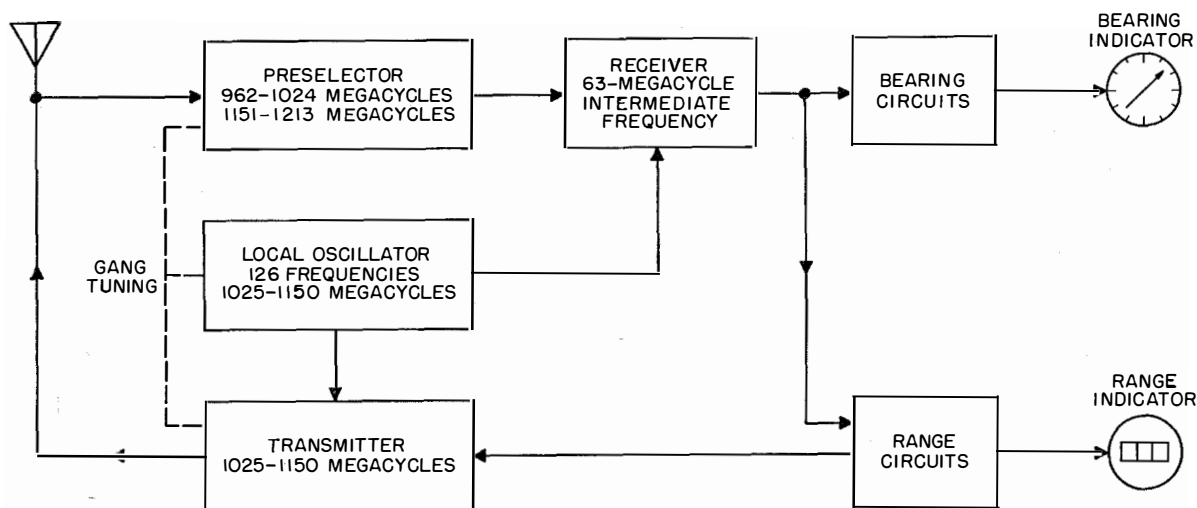 PRESELECTOR
962-1024 MEGACYCLES
1151-1213 MEGACYCLES
RECEIVER
63-MEGACYCLE
INTERMEDIATE
FREQUENCY
BEARING
CIRCUITS
BEARING
INDICATOR
GANG
TUNING
LOCAL OSCILLATOR
126 FREQUENCIES
1025-1150 MEGACYCLES
TRANSMITTER
1025-1150 MEGACYCLES
RANGE
CIRCUITS
RANGE
INDICATOR